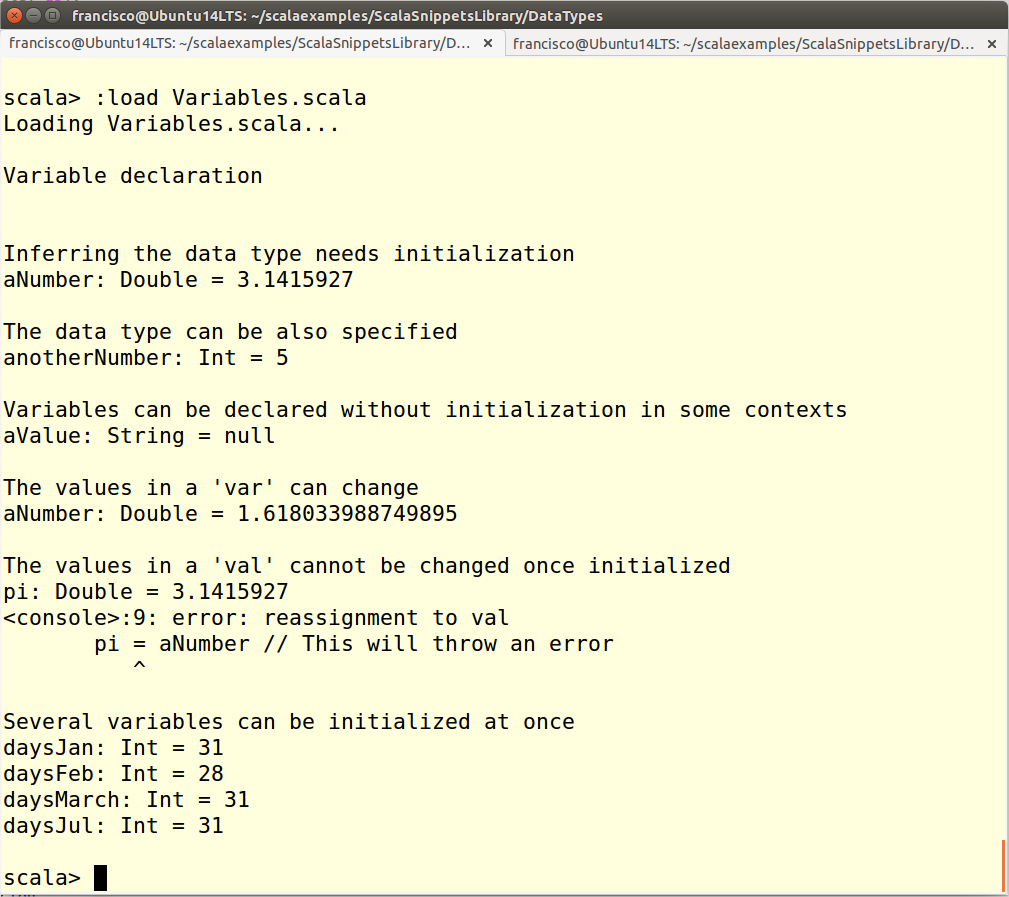 francisco@Ubuntu14LTS: ~/scalaexamples/ScalaSnippetsLibrary/DataTypes
francisco@Ubuntu14LTS: ~/scalaexamples/ScalaSnippetsLibrary/D... ×
francisco@Ubuntu14LTS: ~/scalaexamples/ScalaSnippetsLibrary/D... ×
scala> :load Variables.scala
Loading Variables.scala...
Variable declaration
Inferring the data type needs initialization
aNumber: Double = 3.1415927
The data type can be also specified
anotherNumber: Int = 5
Variables can be declared without initialization in some contexts
aValue: String = null
The values in a 'var' can change
aNumber: Double = 1.618033988749895
The values in a 'val' cannot be changed once initialized
pi: Double = 3.1415927
<console>:9: error: reassignment to val
       pi = aNumber // This will throw an error
          ^
Several variables can be initialized at once
daysJan: Int = 31
daysFeb: Int = 28
daysMarch: Int = 31
daysJul: Int = 31
scala>